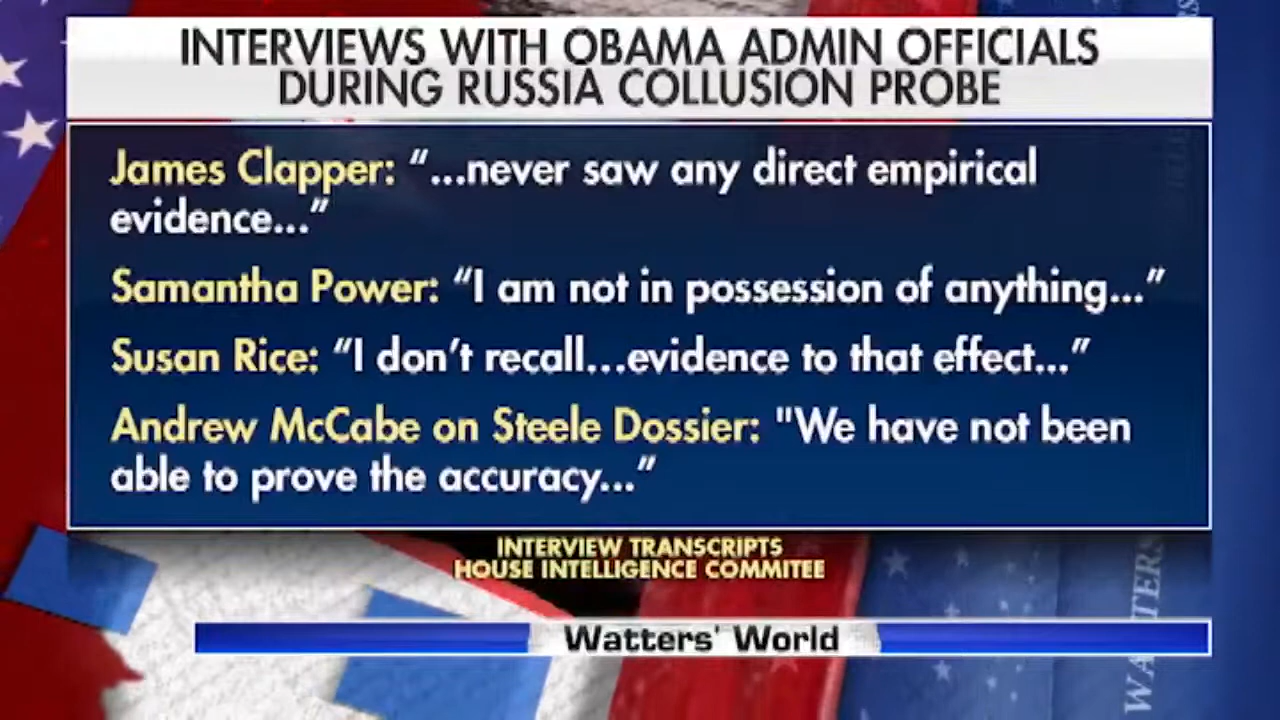 INTERVIEWS WITH OBAMA ADMIN OFFICIALS
DURING RUSSIA COLLUSION PROBE
James Clapper: “...never saw any direct empirical
evidence...”
Samantha Power: “I am not in possession of anything...”
Susan Rice: “I don’t recall...evidence to that effect...”
Andrew McCabe on Steele Dossier: "We have not been
able to prove the accuracy...”
INTERVIEW TRANSCRIPTS
HOUSE INTELLIGENCE COMMITEE
Watters' World
WATTERS